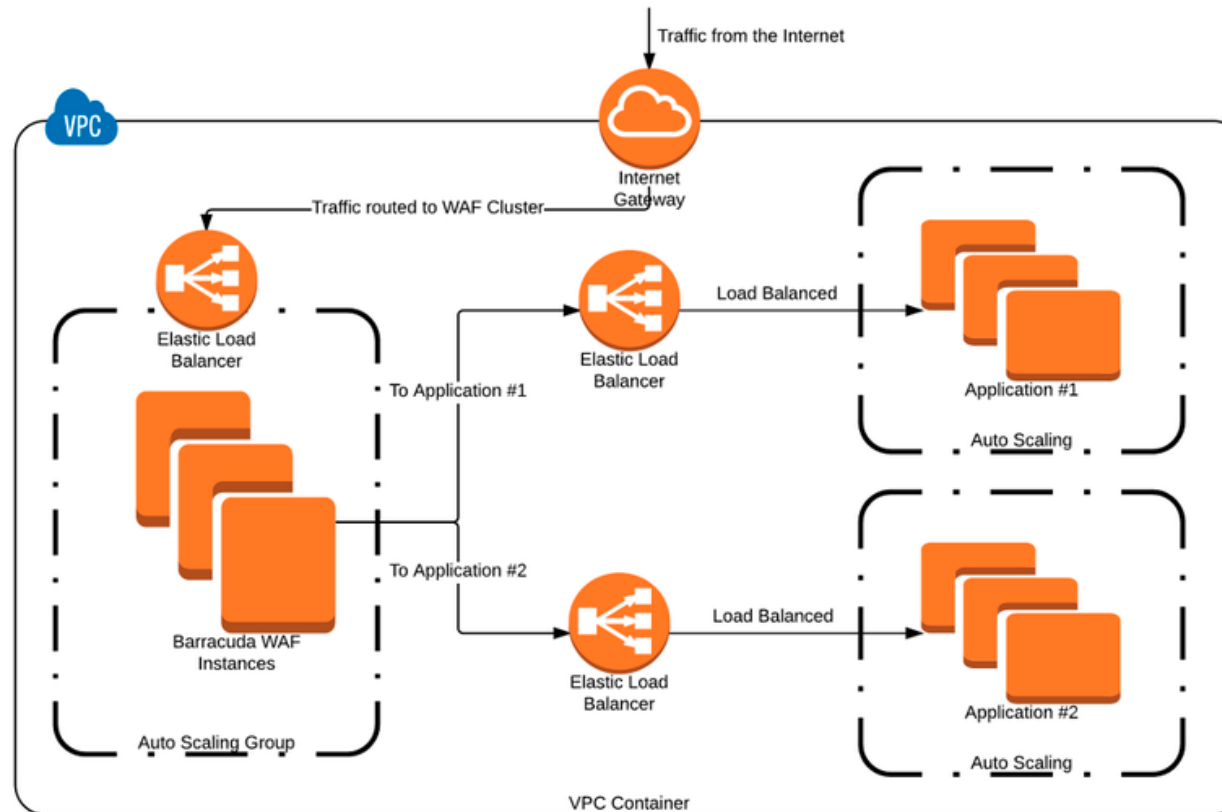 Traffic from the Internet
VPC
Internet
Gateway
Traffic routed to WAF Cluster
Elastic Load
Balancer
To Application #1
Elastic Load
Balancer
Load Balanced
Application #1
Auto Scaling
Barracuda WAF
Instances
Auto Scaling Group
To Application #2
Elastic Load
Balancer
Load Balanced
Application #2
Auto Scaling
VPC Container